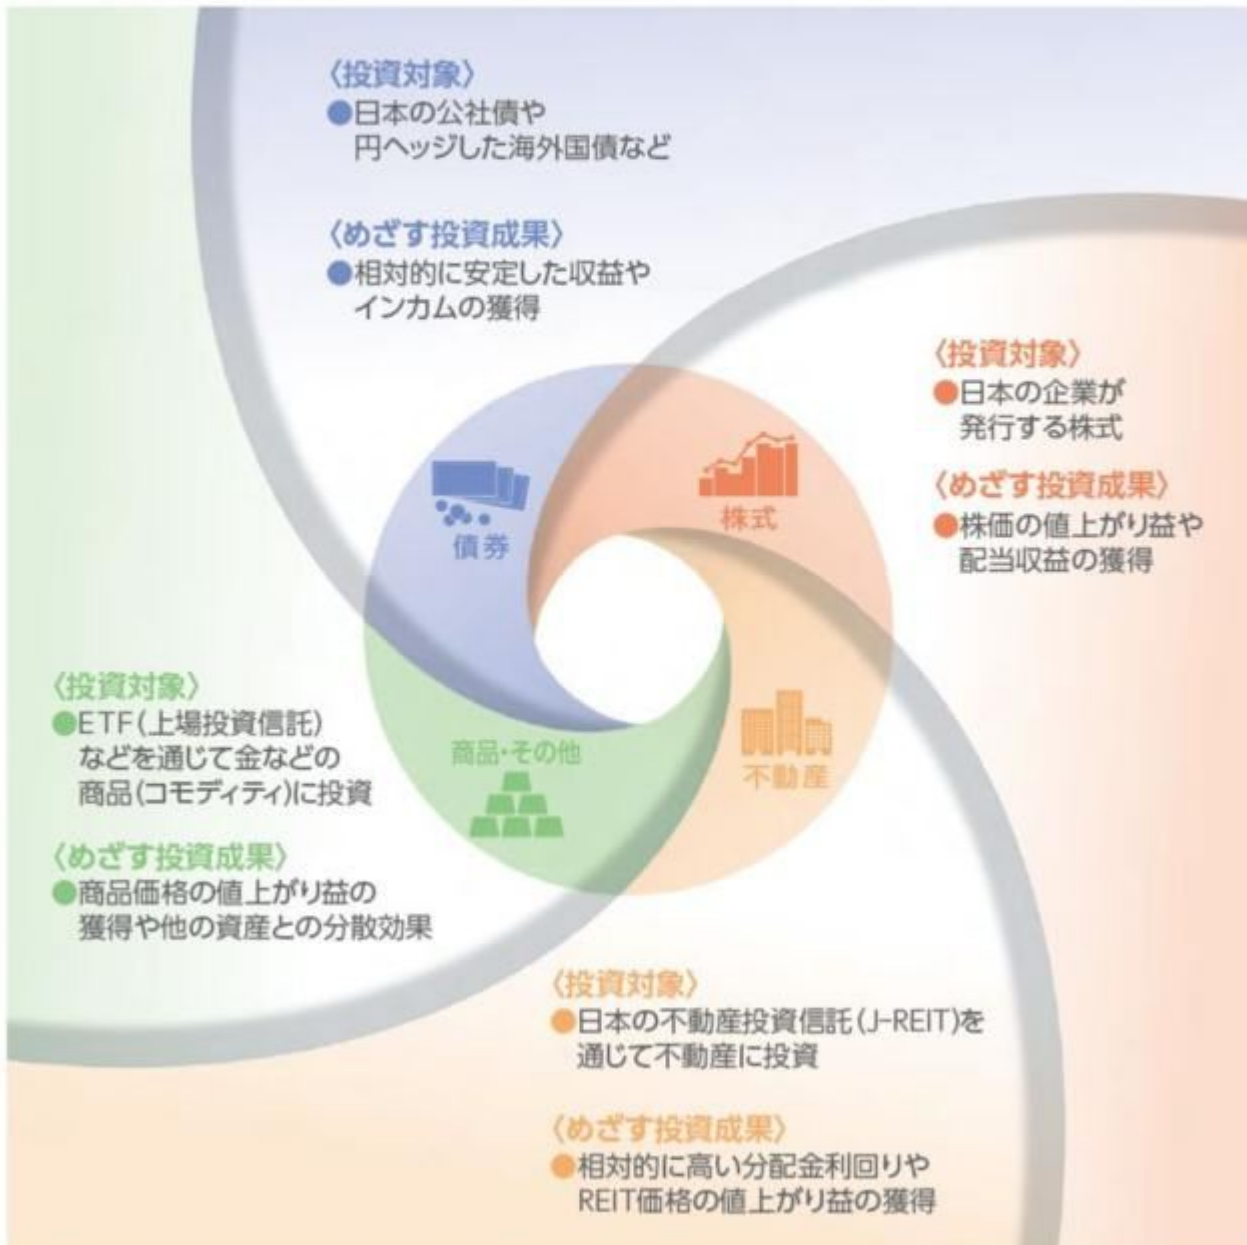 〈投資対象〉
●日本の公社債や
円ヘッジした海外国債など
〈めざす投資成果〉
●相対的に安定した収益や
インカムの獲得
〈投資対象〉
●日本の企業が
発行する株式
〈めざす投資成果〉
●株価の値上がり益や
配当収益の獲得
債券
株式
〈投資対象〉
●ETF(上場投資信託)
などを通じて金などの
商品(コモディティ)に投資
〈めざす投資成果〉
●商品価格の値上がり益の
獲得や他の資産との分散効果
商品・その他
不動産
〈投資対象〉
●日本の不動産投資信託(J-REIT)を
通じて不動産に投資
〈めざす投資成果〉
●相対的に高い分配金利回りや
REIT価格の値上がり益の獲得